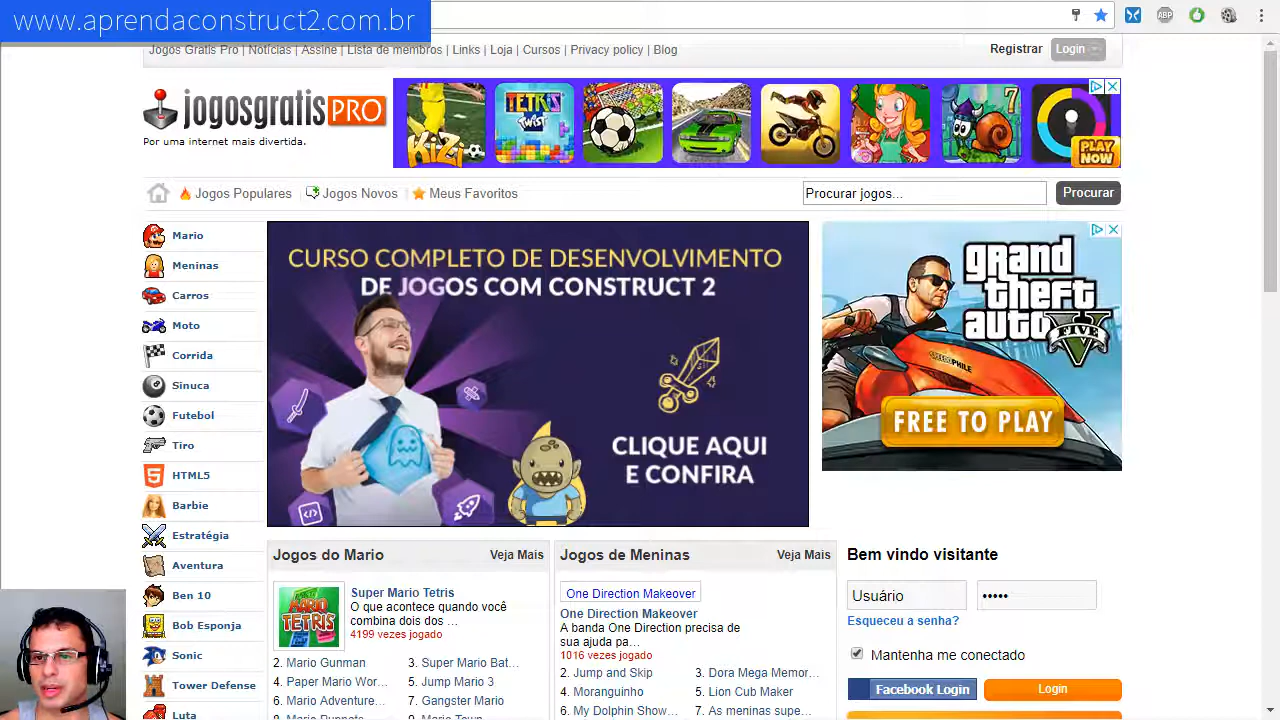 www.aprendaconstruct2.com.br
Jogos Gratis Pro | Notícias | Assine | Lista de membros | Links | Loja | Cursos | Privacy policy | Blog
Registrar
Login
jogosgratisPRO
Por uma internet mais divertida.
KIZI
TETRIS
TWIST
7
PLAY
NOW
Jogos Populares
Jogos Novos
Meus Favoritos
Procurar jogos...
Procurar
Mario
Meninas
Carros
Moto
Corrida
Sinuca
Futebol
Tiro
HTML5
Barbie
Estratégia
Aventura
Ben 10
Bob Esponja
Sonic
Tower Defense
Luta
CURSO COMPLETO DE DESENVOLVIMENTO
DE JOGOS COM CONSTRUCT 2
CLIQUE AQUI
E CONFIRA
grand
theft
auto
FIVE
SPEEDOPHILE
FREE TO PLAY
Jogos do Mario
Veja Mais
MARIO
TETRIS
Super Mario Tetris
O que acontece quando você
combina dois dos ...
4199 vezes jogado
2. Mario Gunman
3. Super Mario Bat...
4. Paper Mario Wor...
5. Jump Mario 3
6. Mario Adventure...
7. Gangster Mario
Jogos de Meninas
Veja Mais
One Direction Makeover
One Direction Makeover
A banda One Direction precisa de
sua ajuda pa...
1016 vezes jogado
2. Jump and Skip
3. Dora Mega Memor...
4. Moranguinho
5. Lion Cub Maker
6. My Dolphin Show...
7. As meninas supe...
Bem vindo visitante
Usuário
•••••
Esqueceu a senha?
Mantenha me conectado
Facebook Login
Login